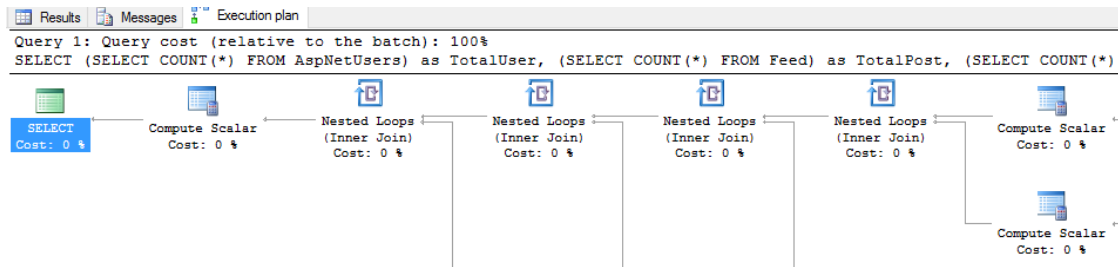 Results Messages Execution plan
Query 1: Query cost (relative to the batch): 100%
SELECT (SELECT COUNT(*) FROM AspNetUsers) as TotalUser, (SELECT COUNT(*) FROM Feed) as TotalPost, (SELECT COUNT(*)
SELECT
Cost: 0 %
Compute Scalar
Cost: 0 %
Nested Loops
(Inner Join)
Cost: 0 %
Nested Loops
(Inner Join)
Cost: 0 %
Nested Loops
(Inner Join)
Cost: 0 %
Nested Loops
(Inner Join)
Cost: 0 %
Compute Scalar
Cost: 0 %
Compute Scalar
Cost: 0 %